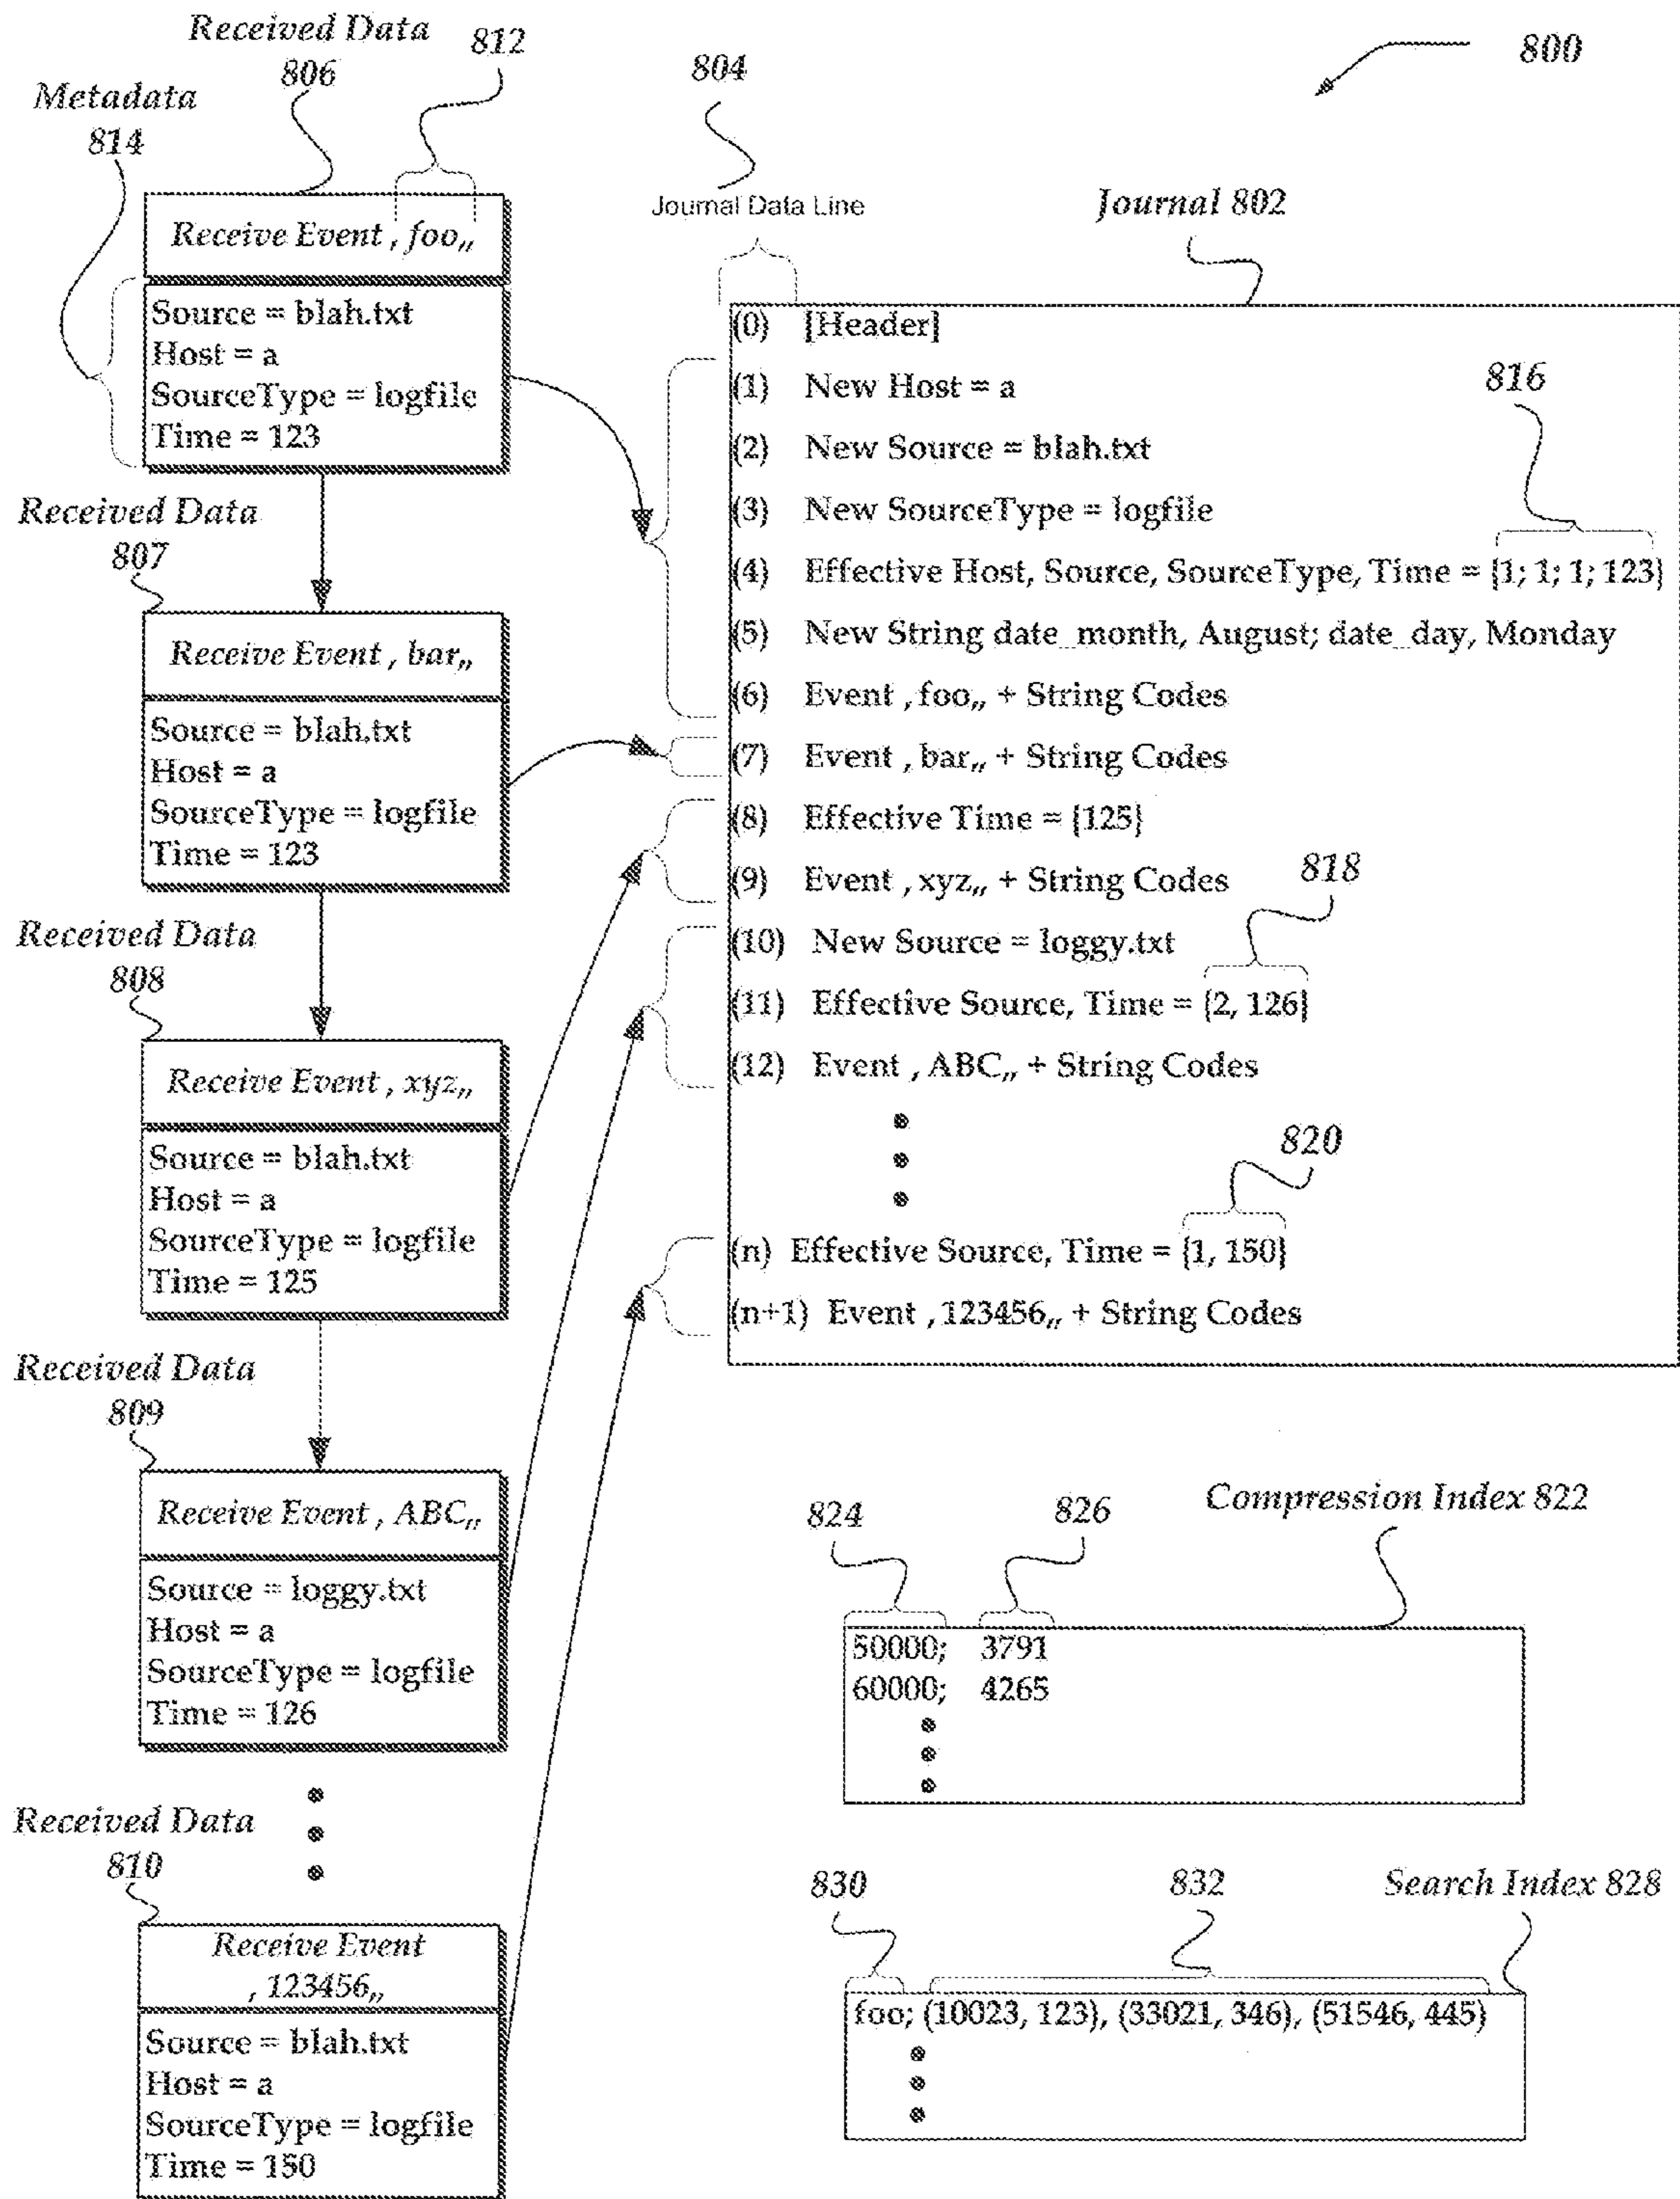 Received Data
806
812
Metadata
814
804
800
Journal Data Line
Journal 802
Receive Event , foo,,
Source = blah.txt
Host = a
SourceType = logfile
Time = 123
Received Data
807
Receive Event , bar,,
Source = blah.txt
Host = a
SourceType = logfile
Time = 123
Received Data
808
Receive Event , xyz,,
Source = blah.txt
Host = a
SourceType = logfile
Time = 125
Received Data
809
Receive Event , ABC,,
Source = loggy.txt
Host = a
SourceType = logfile
Time = 126
Received Data
810
Receive Event
, 123456,,
Source = blah.txt
Host = a
SourceType = logfile
Time = 150
(0) [Header]
(1) New Host = a
816
(2) New Source = blah.txt
(3) New SourceType = logfile
(4) Effective Host, Source, SourceType, Time = {1; 1; 1; 123}
(5) New String date_month, August; date_day, Monday
(6) Event , foo,, + String Codes
(7) Event , bar,, + String Codes
(8) Effective Time = {125}
818
(9) Event , xyz,, + String Codes
(10) New Source = loggy.txt
(11) Effective Source, Time = {2, 126}
(12) Event , ABC,, + String Codes
820
(n) Effective Source, Time = {1, 150}
(n+1) Event , 123456,, + String Codes
824
826
Compression Index 822
50000; 3791
60000; 4265
830
832
Search Index 828
foo; (10023, 123), (33021, 346), (51546, 445)